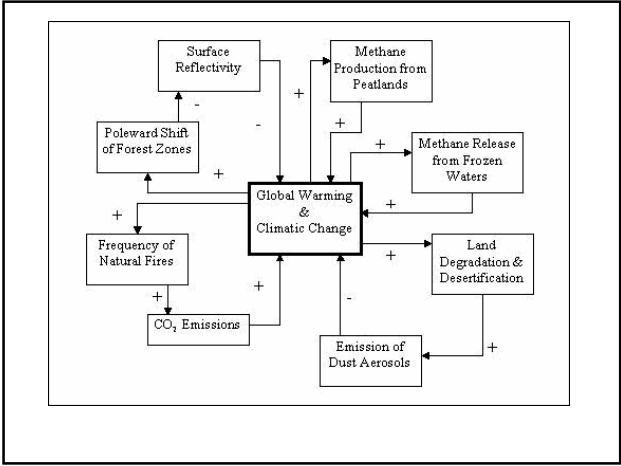 Surface
Reflectivity
Methane
Production from
Peatlands
+
-
-
+
Poleward Shift
of Forest Zones
+
Methane Release
from Frozen
Waters
+
Global Warming
&
Climatic Change
+
+
Frequency of
Natural Fires
+
Land
Degradation &
Desertification
+
+
-
CO₂ Emissions
Emission of
Dust Aerosols
+